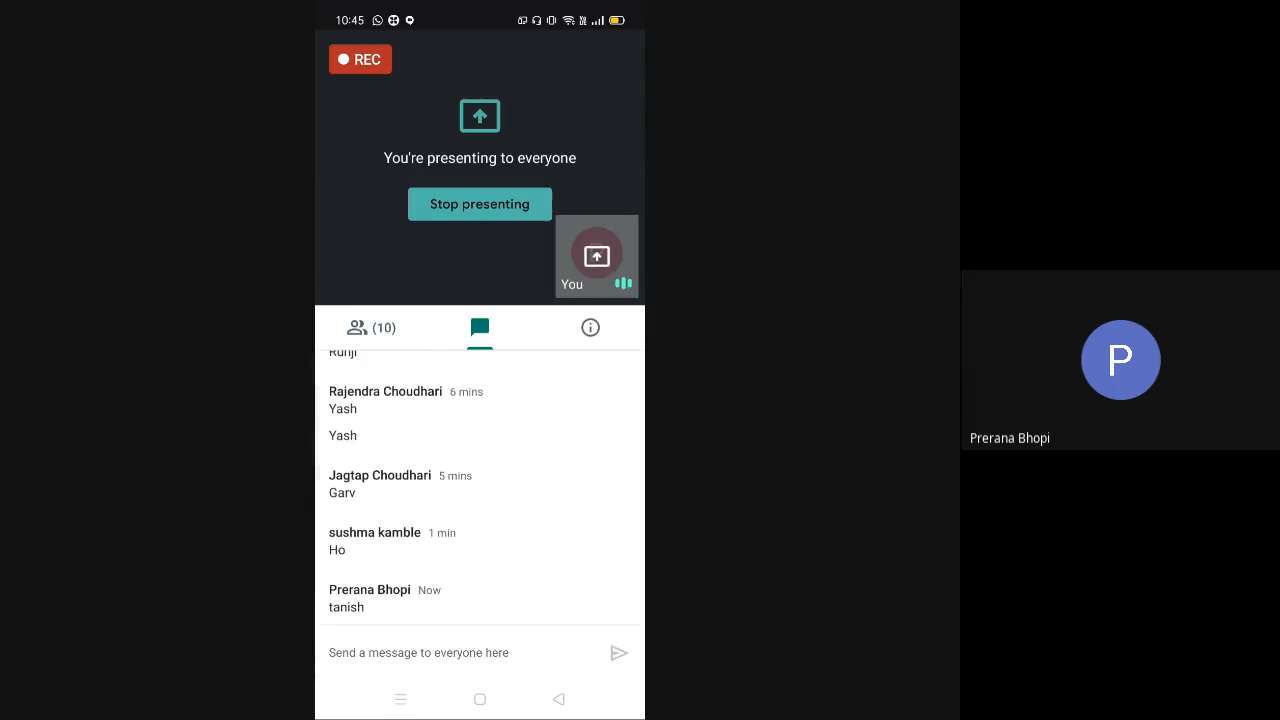 10:45
REC
You're presenting to everyone
Stop presenting
You
(10)
Runji
Rajendra Choudhari 6 mins
Yash
Yash
Jagtap Choudhari 5 mins
Garv
sushma kamble 1 min
Ho
Prerana Bhopi Now
tanish
Send a message to everyone here
P
Prerana Bhopi